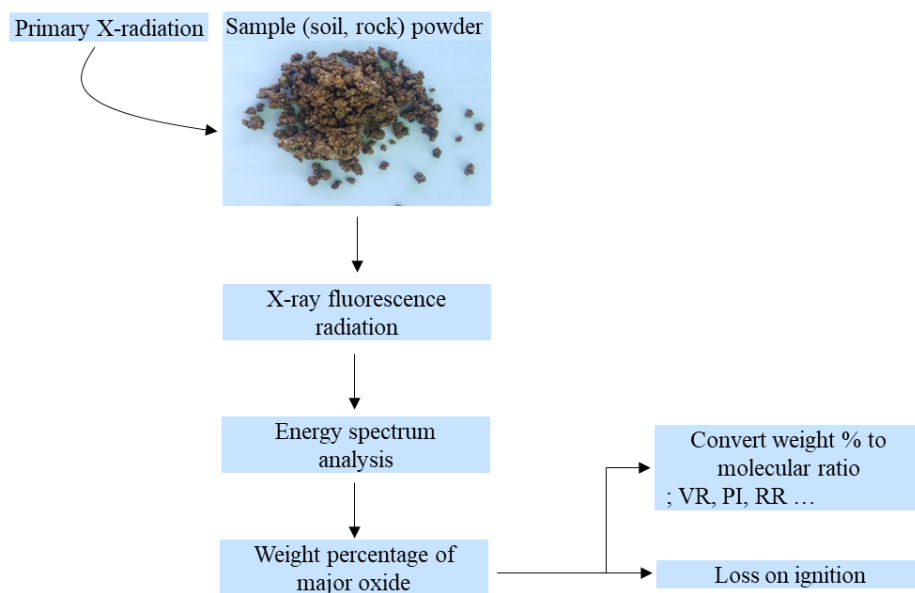 Primary X-radiation
Sample (soil, rock) powder
X-ray fluorescence
radiation
Energy spectrum
analysis
Weight percentage of
major oxide
Convert weight % to
molecular ratio
; VR, PI, RR …
Loss on ignition